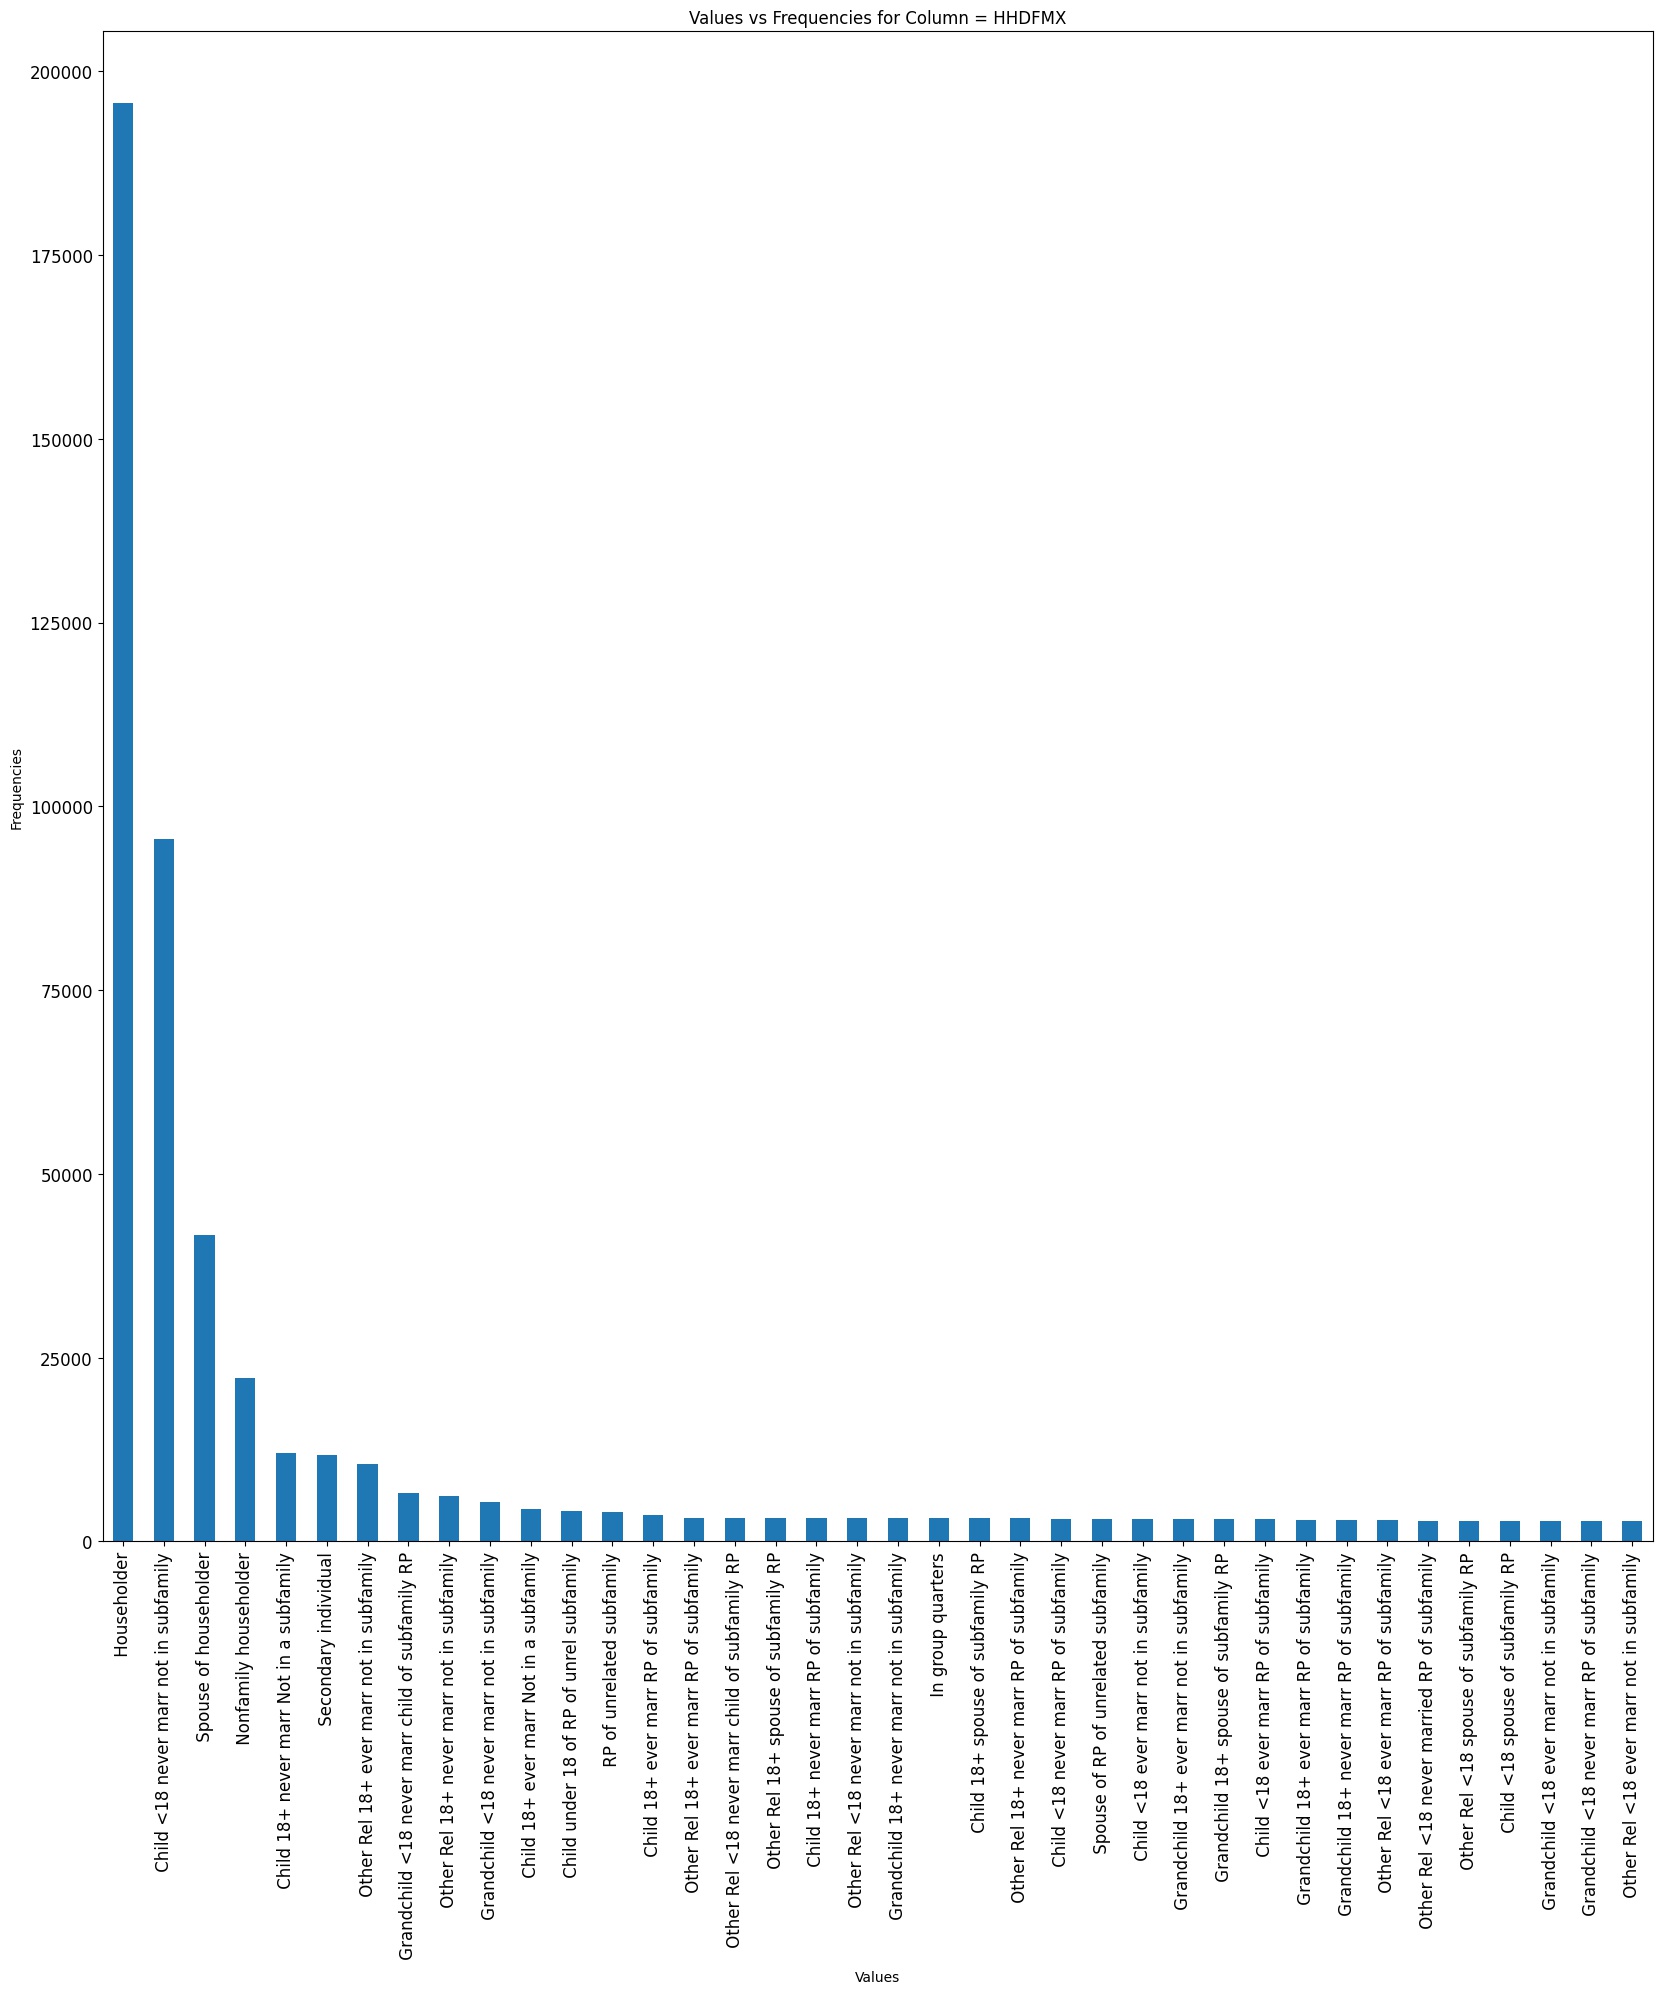 Values vs Frequencies for Column = HHDFMX
200000
175000
150000
125000
100000
75000
50000
25000
0
Frequencies
Householder
Child <18 never marr not in subfamily
Spouse of householder
Nonfamily householder
Child 18+ never marr Not in a subfamily
Secondary individual
Other Rel 18+ ever marr not in subfamily
Grandchild <18 never marr child of subfamily RP
Other Rel 18+ never marr not in subfamily
Grandchild <18 never marr not in subfamily
Child 18+ ever marr Not in a subfamily
Child under 18 of RP of unrel subfamily
RP of unrelated subfamily
Child 18+ ever marr RP of subfamily
Other Rel 18+ ever marr RP of subfamily
Other Rel <18 never marr child of subfamily RP
Other Rel 18+ spouse of subfamily RP
Child 18+ never marr RP of subfamily
Other Rel <18 never marr not in subfamily
Grandchild 18+ never marr not in subfamily
In group quarters
Child 18+ spouse of subfamily RP
Other Rel 18+ never marr RP of subfamily
Child <18 never marr RP of subfamily
Spouse of RP of unrelated subfamily
Child <18 ever marr not in subfamily
Grandchild 18+ ever marr not in subfamily
Grandchild 18+ spouse of subfamily RP
Child <18 ever marr RP of subfamily
Grandchild 18+ ever marr RP of subfamily
Grandchild 18+ never marr RP of subfamily
Other Rel <18 ever marr RP of subfamily
Other Rel <18 never married RP of subfamily
Other Rel <18 spouse of subfamily RP
Child <18 spouse of subfamily RP
Grandchild <18 ever marr not in subfamily
Grandchild <18 never marr RP of subfamily
Other Rel <18 ever marr not in subfamily
Values